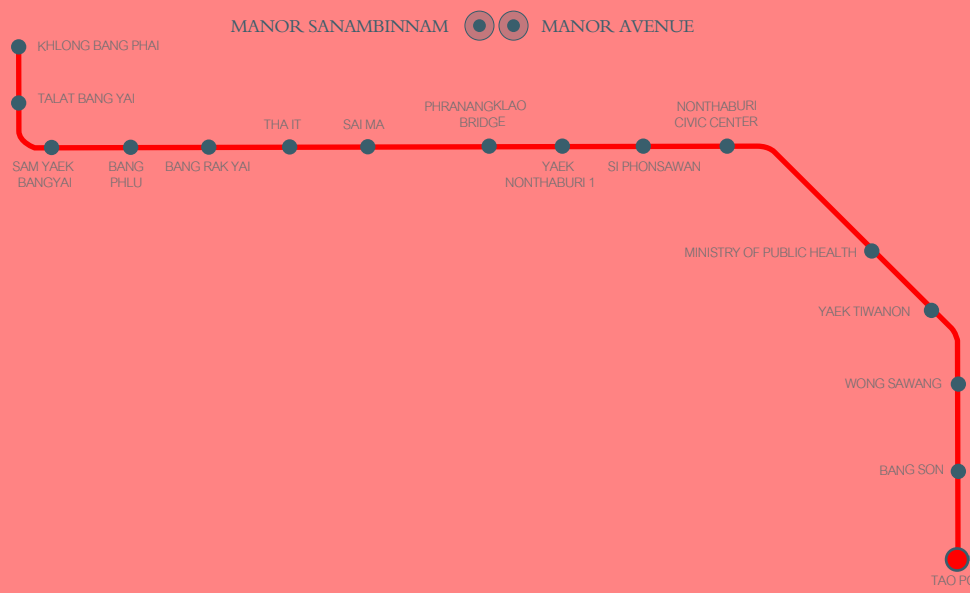 MANOR SANAMBINNAM
MANOR AVENUE
KHLONG BANG PHAI
TALAT BANG YAI
SAM YAEK
BANGYAI
BANG
PHLU
BANG RAK YAI
THA IT
SAI MA
PHRANANGKLAO
BRIDGE
YAEK
NONTHABURI 1
SI PHONSAWAN
NONTHABURI
CIVIC CENTER
MINISTRY OF PUBLIC HEALTH
YAEK TIWANON
WONG SAWANG
BANG SON
TAO